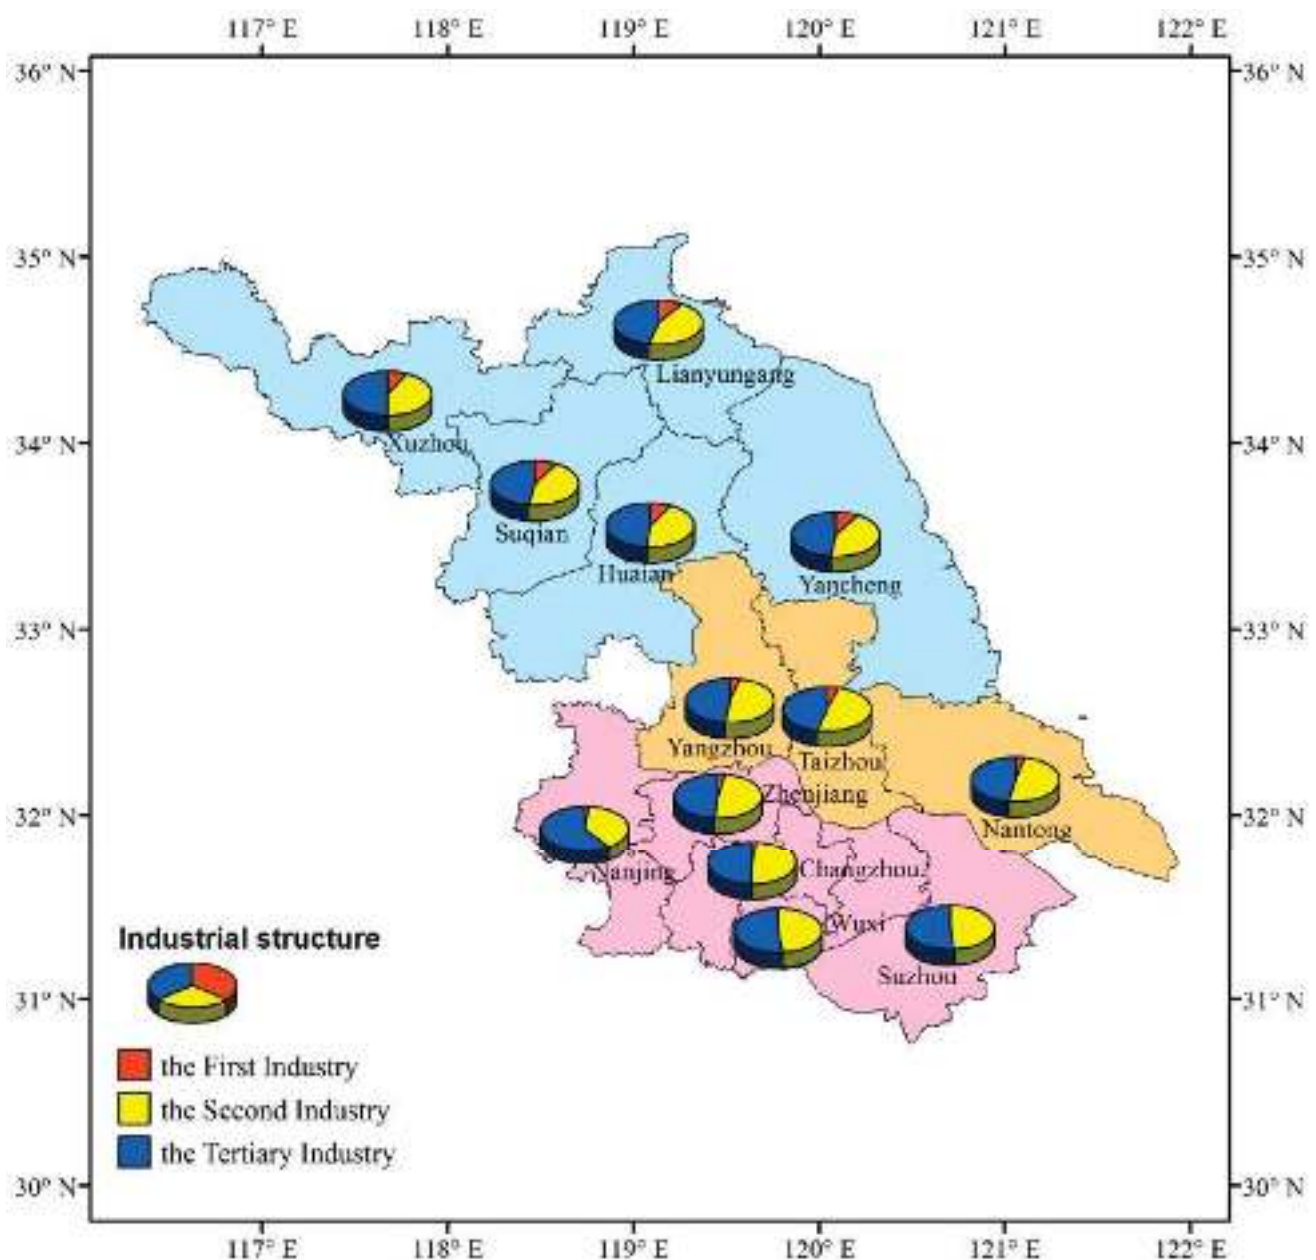 117° E 118° E 119° E 120° E 121° E 122° E
36° N 36° N
35° N 35° N
Lianyungang
34° N Xuzhou 34° N
Suqian
Huaian Yancheng
33° N 33° N
Yangzhou Taizhou
Zhenjiang
32° N Nantong 32° N
Nanjing Changzhou
Industrial structure Wuxi
Suzhou
31° N 31° N
the First Industry
the Second Industry
the Tertiary Industry
30° N 30° N
117° E 118° E 119° E 120° E 121° E 122° E